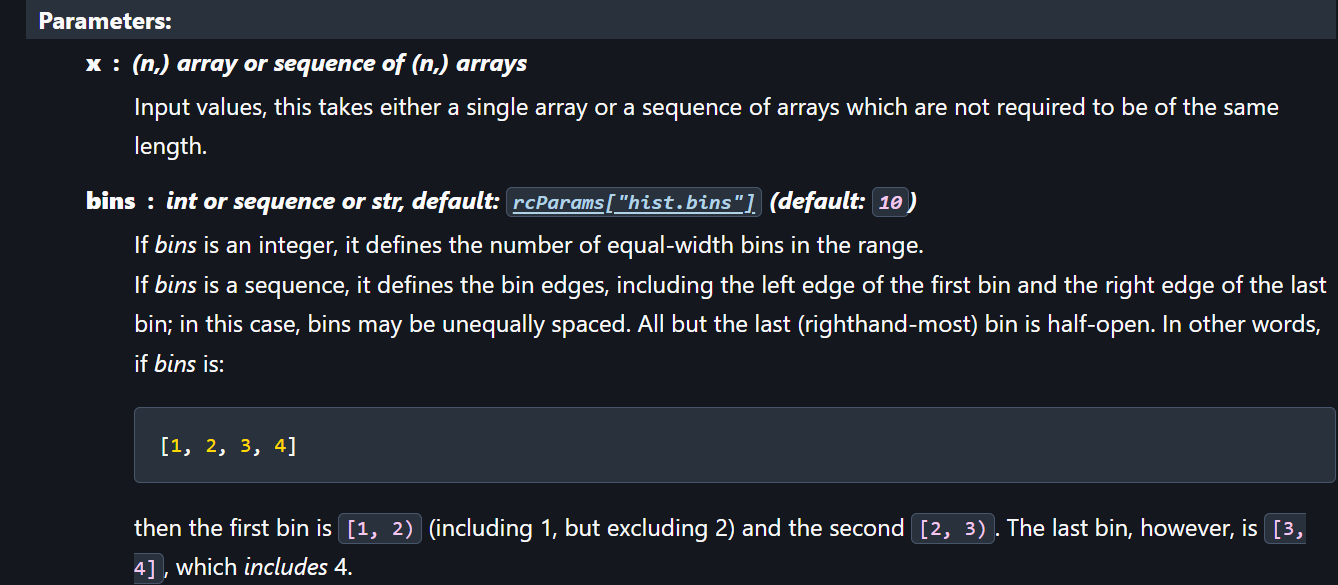 Parameters:
x : (n,) array or sequence of (n,) arrays
Input values, this takes either a single array or a sequence of arrays which are not required to be of the same
length.
bins : int or sequence or str, default: rcParams["hist.bins"] (default: 10)
If bins is an integer, it defines the number of equal-width bins in the range.
If bins is a sequence, it defines the bin edges, including the left edge of the first bin and the right edge of the last
bin; in this case, bins may be unequally spaced. All but the last (righthand-most) bin is half-open. In other words,
if bins is:
[1, 2, 3, 4]
then the first bin is [1, 2) (including 1, but excluding 2) and the second [2, 3). The last bin, however, is [3,
4], which includes 4.